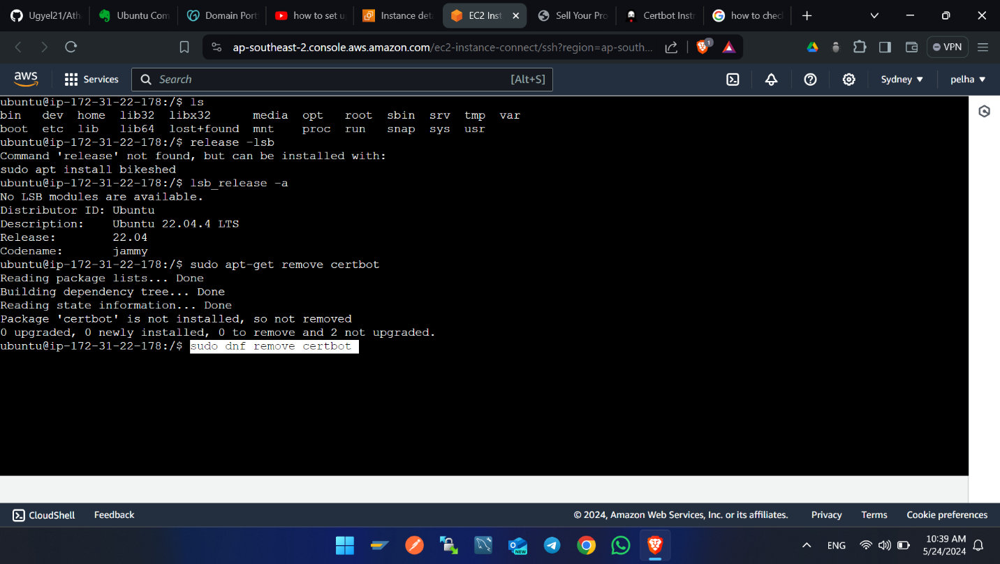 Ugyel21/Ath
Ubuntu Com
Domain Port
how to set u
Instance deta
EC2 Inst
Sell Your Pro
Certbot Instr
how to chec
ap-southeast-2.console.aws.amazon.com/ec2-instance-connect/ssh?region=ap-south...
1
VPN
aws
Services
Search
[Alt+S]
Sydney ▼
pelha ▼
ubuntu@ip-172-31-22-178:/$ ls
bin dev home lib32 libx32 media opt root sbin srv tmp var
boot etc lib lib64 lost+found mnt proc run snap sys usr
ubuntu@ip-172-31-22-178:/$ release -lsb
Command 'release' not found, but can be installed with:
sudo apt install bikeshed
ubuntu@ip-172-31-22-178:/$ lsb_release -a
No LSB modules are available.
Distributor ID: Ubuntu
Description: Ubuntu 22.04.4 LTS
Release: 22.04
Codename: jammy
ubuntu@ip-172-31-22-178:/$ sudo apt-get remove certbot
Reading package lists... Done
Building dependency tree... Done
Reading state information... Done
Package 'certbot' is not installed, so not removed
0 upgraded, 0 newly installed, 0 to remove and 2 not upgraded.
ubuntu@ip-172-31-22-178:/$ sudo dnf remove certbot
CloudShell
Feedback
© 2024, Amazon Web Services, Inc. or its affiliates.
Privacy
Terms
Cookie preferences
NEW
ENG
10:39 AM
5/24/2024